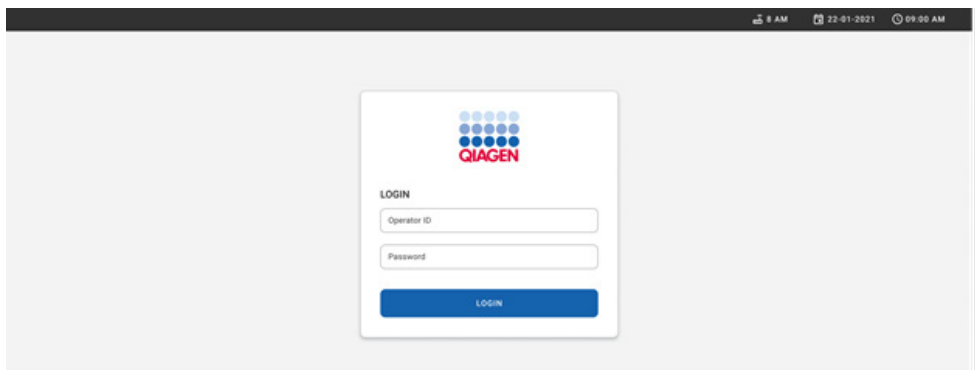 8 AM 22-01-2021 09:00 AM
QIAGEN
LOGIN
Operator ID
Password
LOGIN